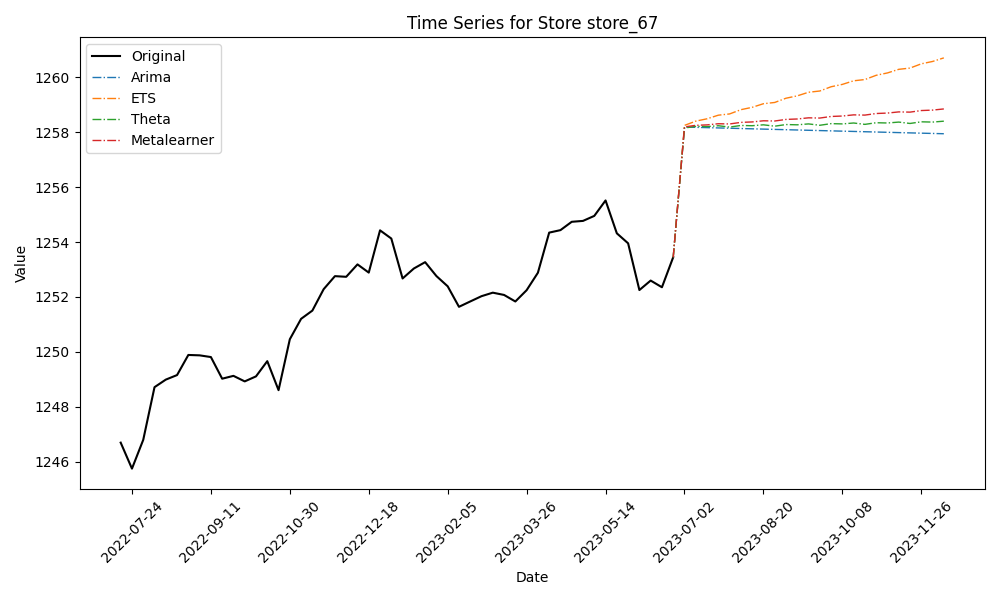 Time Series for Store store_67
Original
Arima
ETS
Theta
Metalearner
Value
1260
1258
1256
1254
1252
1250
1248
1246
2022-07-24
2022-09-11
2022-10-30
2022-12-18
2023-02-05
2023-03-26
2023-05-14
2023-07-02
2023-08-20
2023-10-08
2023-11-26
Date